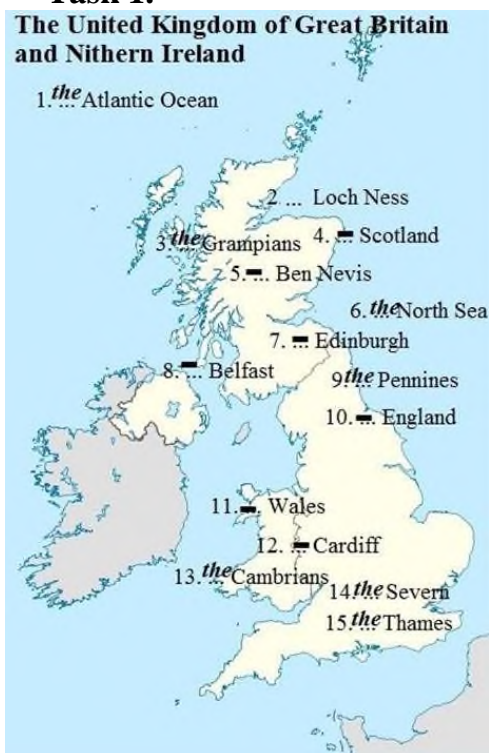 Task 1.
The United Kingdom of Great Britain
and Nithern Ireland
1. the Atlantic Ocean
2 ... Loch Ness
3. the Grampians
4. – Scotland
5. – Ben Nevis
6. the North Sea
7. – Edinburgh
8. – Belfast
9 the Pennines
10. – England
11. – Wales
12. – Cardiff
13. the Cambrians
14 the Severn
15. the Thames